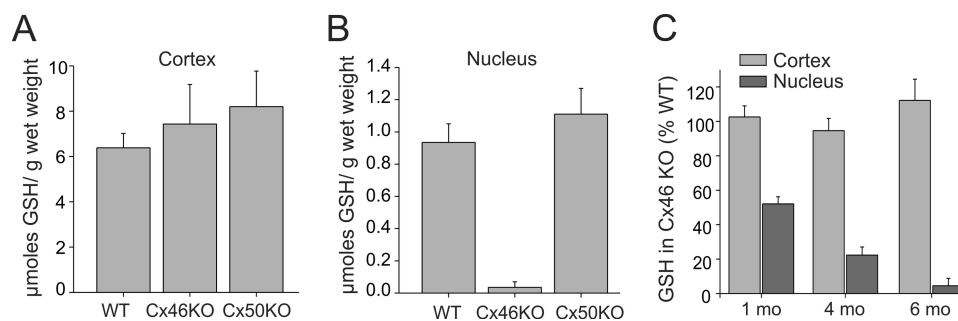 A
Cortex
μmoles GSH/ g wet weight
10
8
6
4
2
0
WT Cx46KO Cx50KO
B
Nucleus
μmoles GSH/ g wet weight
1.4
1.2
1.0
0.8
0.6
0.4
0.2
0.0
WT Cx46KO Cx50KO
C
Cortex
Nucleus
GSH in Cx46 KO (% WT)
120
100
80
60
40
20
0
1 mo 4 mo 6 mo